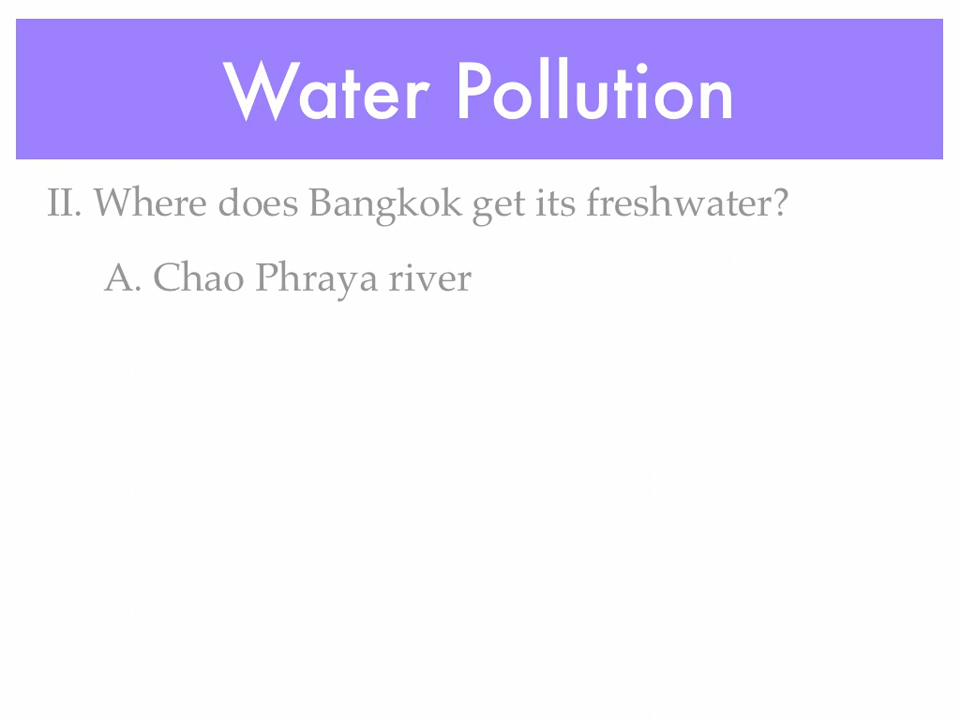 Water Pollution
II. Where does Bangkok get its freshwater?
A. Chao Phraya river